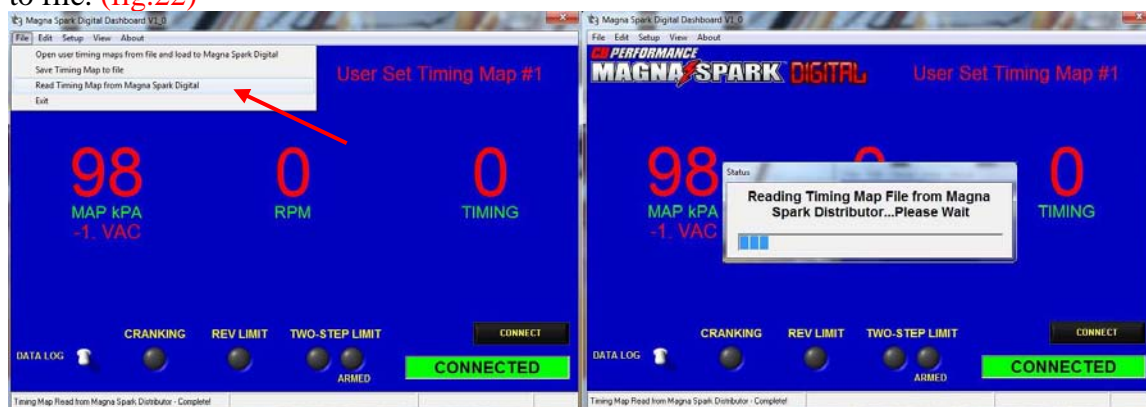 to file. (fig.22)
Magna Spark Digital Dashboard V1_0
File Edit Setup View About
Open user timing maps from file and load to Magna Spark Digital
Save Timing Map to file
Read Timing Map from Magna Spark Digital
Exit
User Set Timing Map #1
98
0
0
MAP kPA
RPM
TIMING
-1. VAC
CRANKING
REV LIMIT
TWO-STEP LIMIT
CONNECT
DATA LOG
ARMED
CONNECTED
Timing Map Read from Magna Spark Distributor - Complete!
Magna Spark Digital Dashboard V1_0
File Edit Setup View About
CB PERFORMANCE
MAGNA SPARK DIGITAL
User Set Timing Map #1
98
0
Status
Reading Timing Map File from Magna
Spark Distributor...Please Wait
MAP kPA
TIMING
-1. VAC
CRANKING
REV LIMIT
TWO-STEP LIMIT
CONNECT
DATA LOG
ARMED
CONNECTED
Timing Map Read from Magna Spark Distributor - Complete!